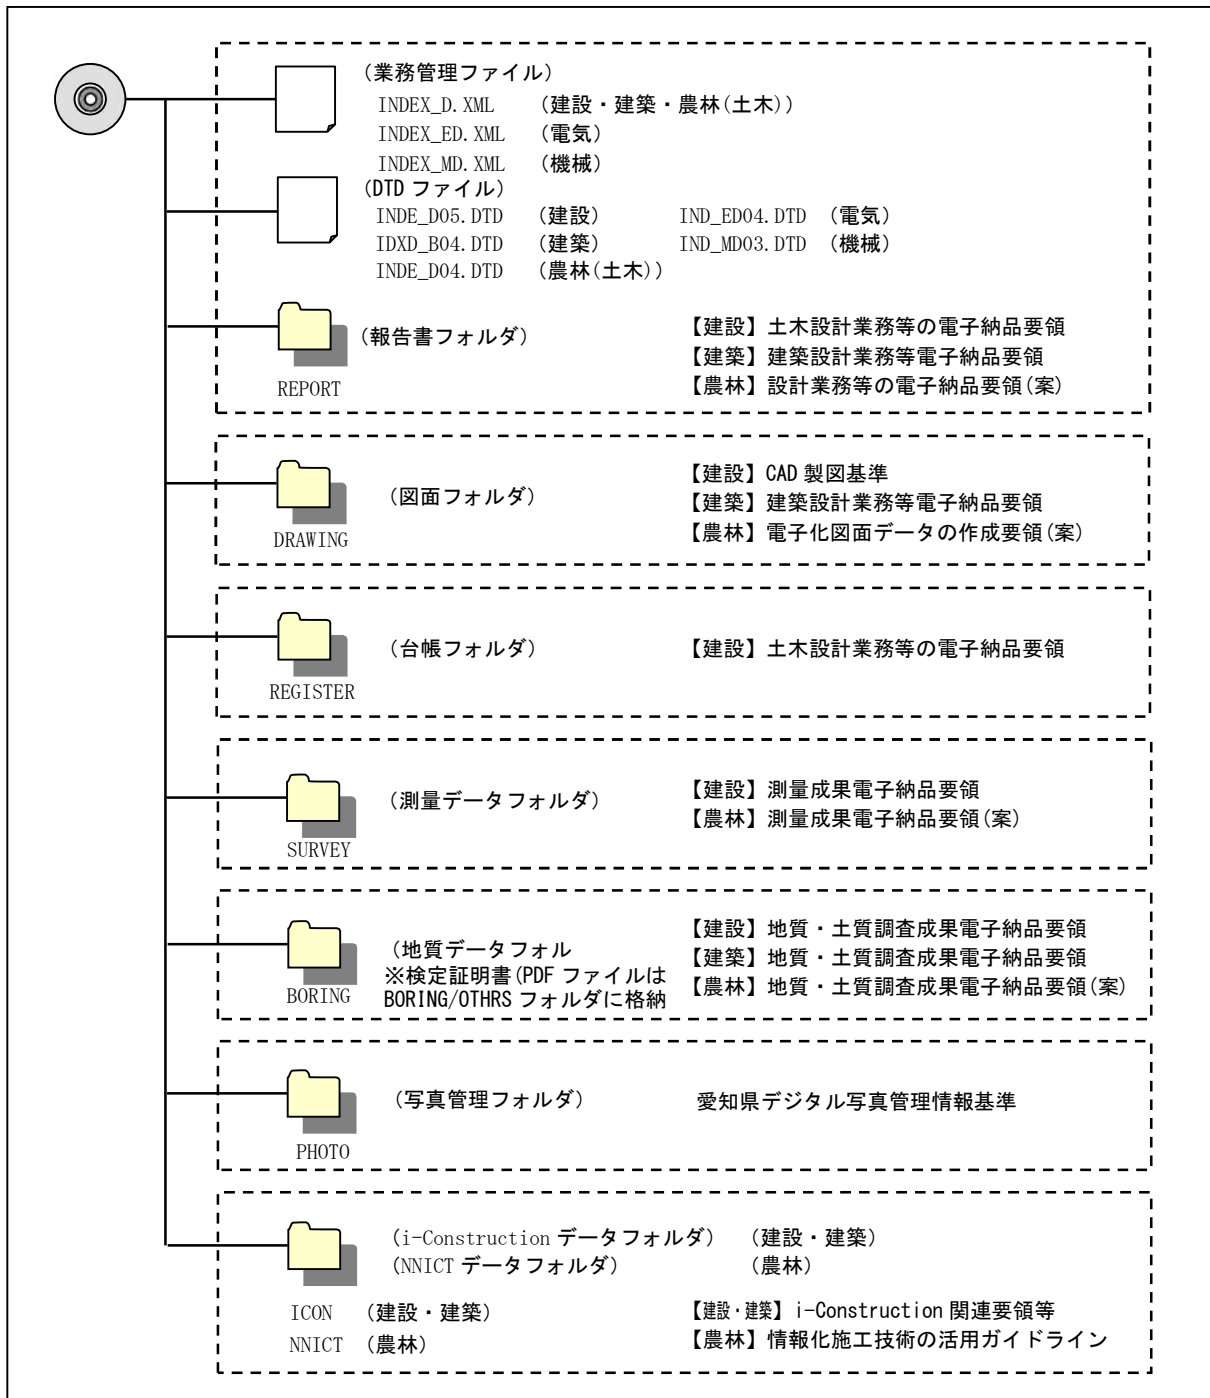 (業務管理ファイル)
INDEX_D.XML (建設・建築・農林(土木))
INDEX_ED.XML (電気)
INDEX_MD.XML (機械)
(DTD ファイル)
INDE_D05.DTD (建設) IND_ED04.DTD (電気)
IDXD_B04.DTD (建築) IND_MD03.DTD (機械)
INDE_D04.DTD (農林(土木))
(報告書フォルダ)
REPORT
【建設】土木設計業務等の電子納品要領
【建築】建築設計業務等電子納品要領
【農林】設計業務等の電子納品要領(案)
(図面フォルダ)
DRAWING
【建設】CAD 製図基準
【建築】建築設計業務等電子納品要領
【農林】電子化図面データの作成要領(案)
(台帳フォルダ)
REGISTER
【建設】土木設計業務等の電子納品要領
(測量データフォルダ)
SURVEY
【建設】測量成果電子納品要領
【農林】測量成果電子納品要領(案)
(地質データフォル
※検定証明書(PDF ファイルは
BORING/OTHRS フォルダに格納
BORING
【建設】地質・土質調査成果電子納品要領
【建築】地質・土質調査成果電子納品要領
【農林】地質・土質調査成果電子納品要領(案)
(写真管理フォルダ)
PHOTO
愛知県デジタル写真管理情報基準
(i-Construction データフォルダ) (建設・建築)
(NNICT データフォルダ) (農林)
ICON (建設・建築)
NNICT (農林)
【建設・建築】i-Construction 関連要領等
【農林】情報化施工技術の活用ガイドライン